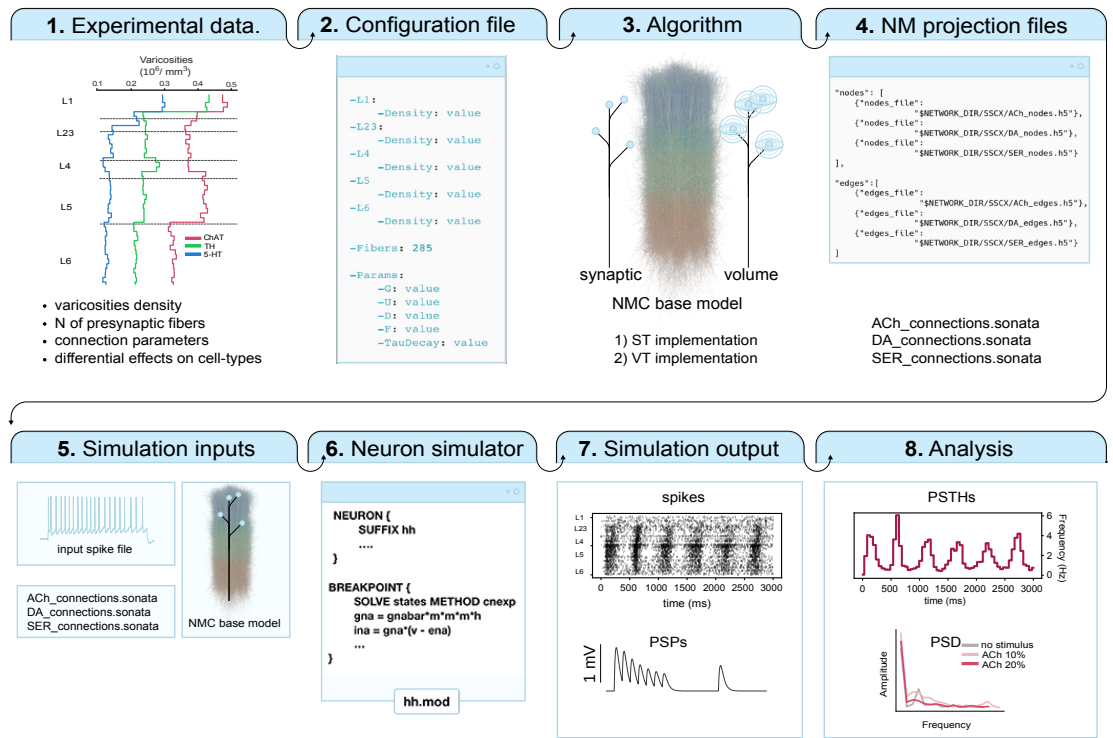 1. Experimental data.
Varicosities
(10⁶/ mm³)
0.1 0.2 0.3 0.4 0.5
L1
L23
L4
L5
L6
ChAT
TH
5-HT
• varicosities density
• N of presynaptic fibers
• connection parameters
• differential effects on cell-types
2. Configuration file
-L1:
-Density: value
-L23:
-Density: value
-L4
-Density: value
-L5
-Density: value
-L6
-Density: value
-Fibers: 285
-Params:
-G: value
-U: value
-D: value
-F: value
-TauDecay: value
3. Algorithm
synaptic
volume
NMC base model
1) ST implementation
2) VT implementation
4. NM projection files
"nodes": [
{"nodes_file":
"$NETWORK_DIR/SSCX/ACh_nodes.h5"},
{"nodes_file":
"$NETWORK_DIR/SSCX/DA_nodes.h5"},
{"nodes_file":
"$NETWORK_DIR/SSCX/SER_nodes.h5"}
],
"edges":[
{"edges_file":
"$NETWORK_DIR/SSCX/ACh_edges.h5"},
{"edges_file":
"$NETWORK_DIR/SSCX/DA_edges.h5"},
{"edges_file":
"$NETWORK_DIR/SSCX/SER_edges.h5"}
]
ACh_connections.sonata
DA_connections.sonata
SER_connections.sonata
5. Simulation inputs
input spike file
ACh_connections.sonata
DA_connections.sonata
SER_connections.sonata
NMC base model
6. Neuron simulator
NEURON {
SUFFIX hh
....
}
BREAKPOINT {
SOLVE states METHOD cnexp
gna = gnabar*m*m*m*h
ina = gna*(v - ena)
...
}
hh.mod
7. Simulation output
spikes
L1
L23
L4
L5
L6
0 500 1000 1500 2000 2500 3000
time (ms)
PSPs
1 mV
8. Analysis
PSTHs
6
4
2
0
Frequency
(Hz)
0 500 1000 1500 2000 2500 3000
time (ms)
PSD
no stimulus
ACh 10%
ACh 20%
Amplitude
Frequency